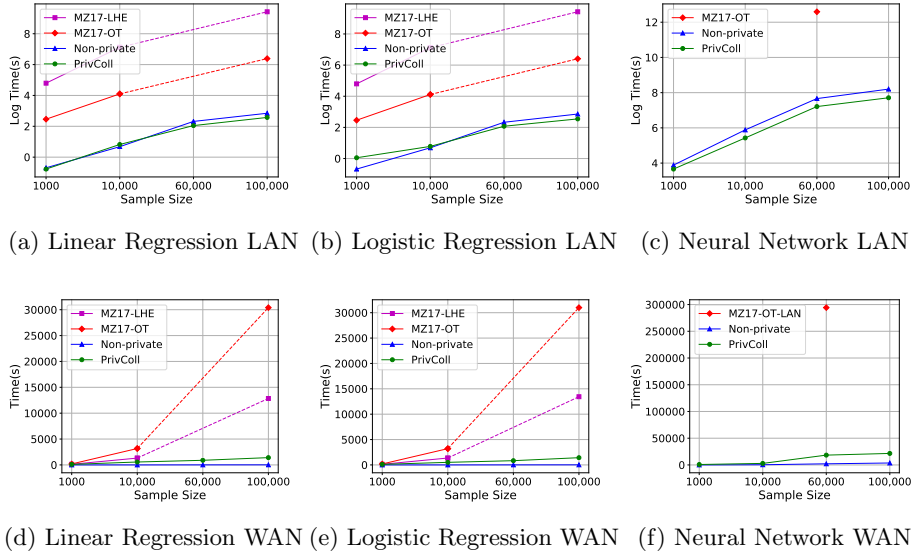 MZ17-LHE
MZ17-OT
Non-private
PrivColl
Log Time(s)
8
6
4
2
0
1000
10,000
60,000
100,000
Sample Size
(a) Linear Regression LAN
MZ17-LHE
MZ17-OT
Non-private
PrivColl
Log Time(s)
8
6
4
2
0
1000
10,000
60,000
100,000
Sample Size
(b) Logistic Regression LAN
MZ17-OT
Non-private
PrivColl
Log Time(s)
12
10
8
6
4
1000
10,000
60,000
100,000
Sample Size
(c) Neural Network LAN
MZ17-LHE
MZ17-OT
Non-private
PrivColl
Time(s)
30000
25000
20000
15000
10000
5000
0
1000
10,000
60,000
100,000
Sample Size
(d) Linear Regression WAN
MZ17-LHE
MZ17-OT
Non-private
PrivColl
Time(s)
30000
25000
20000
15000
10000
5000
0
1000
10,000
60,000
100,000
Sample Size
(e) Logistic Regression WAN
MZ17-OT-LAN
Non-private
PrivColl
Time(s)
300000
250000
200000
150000
100000
50000
0
1000
10,000
60,000
100,000
Sample Size
(f) Neural Network WAN